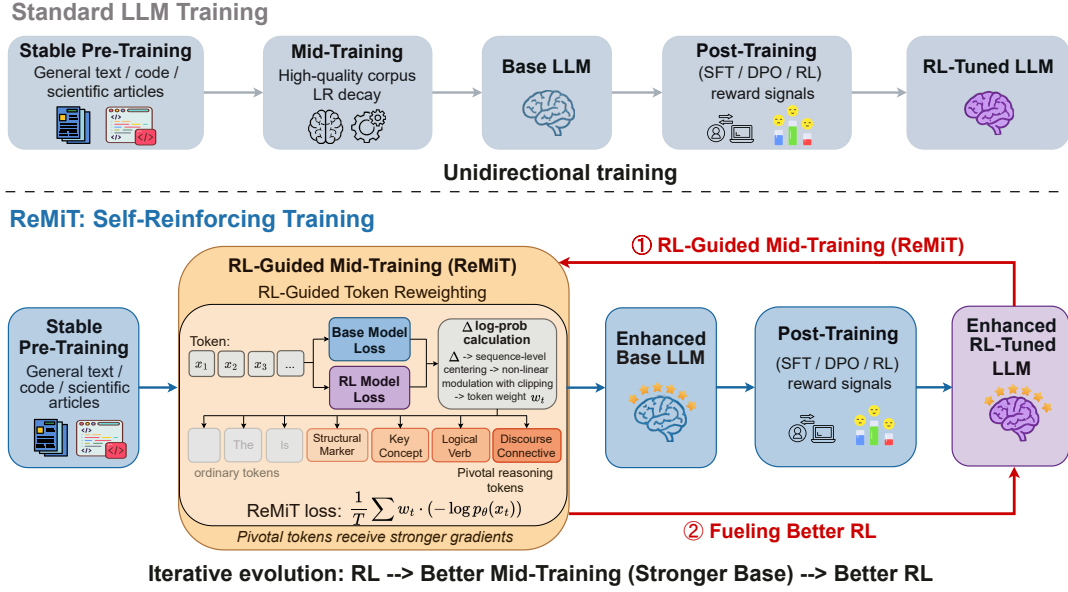 Standard LLM Training
Stable Pre-Training
General text / code /
scientific articles
</>
Mid-Training
High-quality corpus
LR decay
Base LLM
Post-Training
(SFT / DPO / RL)
reward signals
RL-Tuned LLM
Unidirectional training
ReMiT: Self-Reinforcing Training
① RL-Guided Mid-Training (ReMiT)
Stable
Pre-Training
General text /
code / scientific
articles
</>
RL-Guided Mid-Training (ReMiT)
RL-Guided Token Reweighting
Token:
x₁ x₂ x₃ ...
Base Model
Loss
RL Model
Loss
Δ log-prob
calculation
Δ -> sequence-level
centering -> non-linear
modulation with clipping
-> token weight wₜ
The
Is
Structural
Marker
Key
Concept
Logical
Verb
Discourse
Connective
ordinary tokens
Pivotal reasoning
tokens
ReMiT loss: 1/T ∑ wₜ · (− log p_θ(xₜ))
Pivotal tokens receive stronger gradients
Enhanced
Base LLM
Post-Training
(SFT / DPO / RL)
reward signals
Enhanced
RL-Tuned
LLM
② Fueling Better RL
Iterative evolution: RL --> Better Mid-Training (Stronger Base) --> Better RL